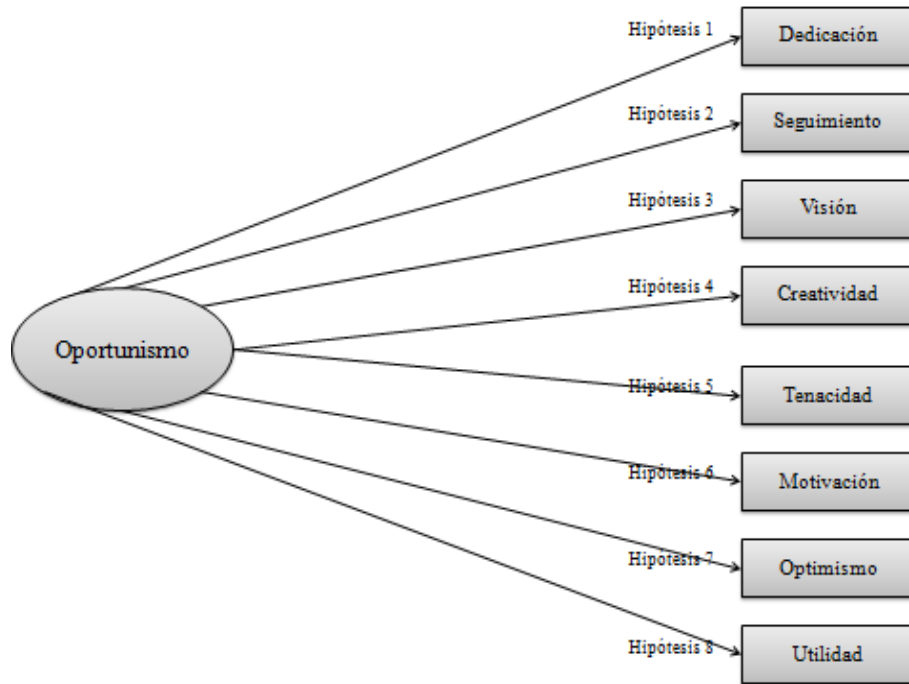 Hipótesis 1
Dedicación
Hipótesis 2
Seguimiento
Hipótesis 3
Visión
Hipótesis 4
Creatividad
Oportunismo
Hipótesis 5
Tenacidad
Hipótesis 6
Motivación
Hipótesis 7
Optimismo
Hipótesis 8
Utilidad